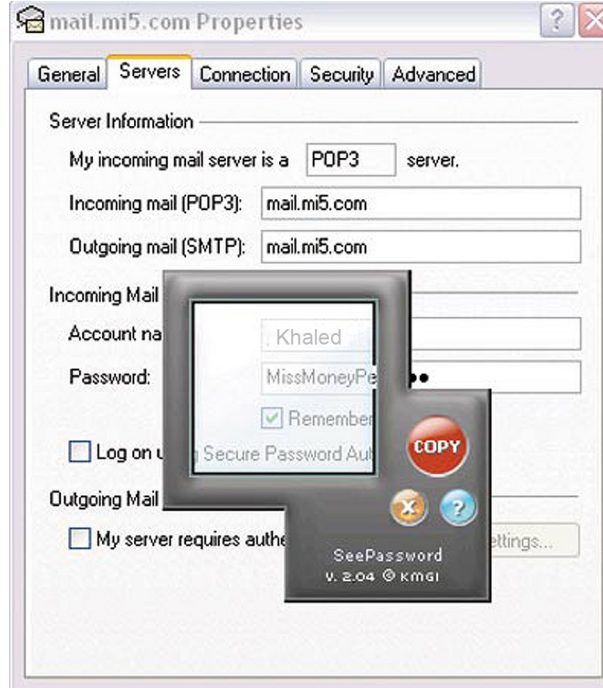 mail.mi5.com Properties ?
General Servers Connection Security Advanced
Server Information
My incoming mail server is a POP3 server.
Incoming mail (POP3): mail.mi5.com
Outgoing mail (SMTP): mail.mi5.com
Incoming Mail
Account na Khaled
Password: MissMoneyPe
Remember
Log on u Secure Password Aut
COPY
Outgoing Mail
?
My server requires authe ettings...
SeePassword
v. 2.04 © KMGI